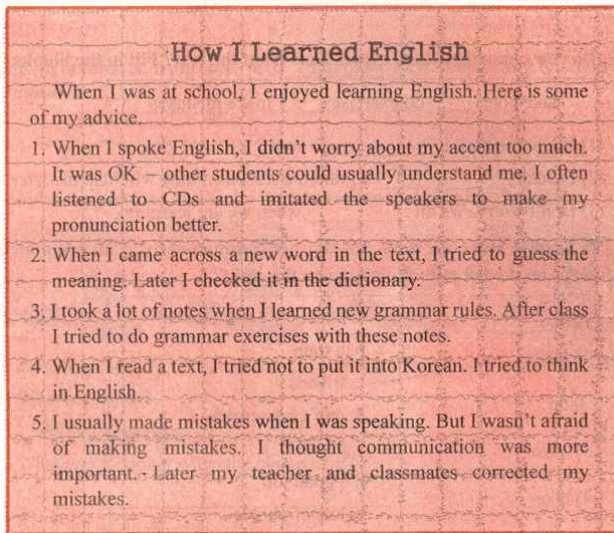 How I Learned English
When I was at school, I enjoyed learning English. Here is some
of my advice.
1. When I spoke English, I didn't worry about my accent too much.
It was OK – other students could usually understand me. I often
listened to CDs and imitated the speakers to make my
pronunciation better.
2. When I came across a new word in the text, I tried to guess the
meaning. Later I checked it in the dictionary.
3. I took a lot of notes when I learned new grammar rules. After class
I tried to do grammar exercises with these notes.
4. When I read a text, I tried not to put it into Korean. I tried to think
in English.
5. I usually made mistakes when I was speaking. But I wasn't afraid
of making mistakes. I thought communication was more
important. Later my teacher and classmates corrected my
mistakes.